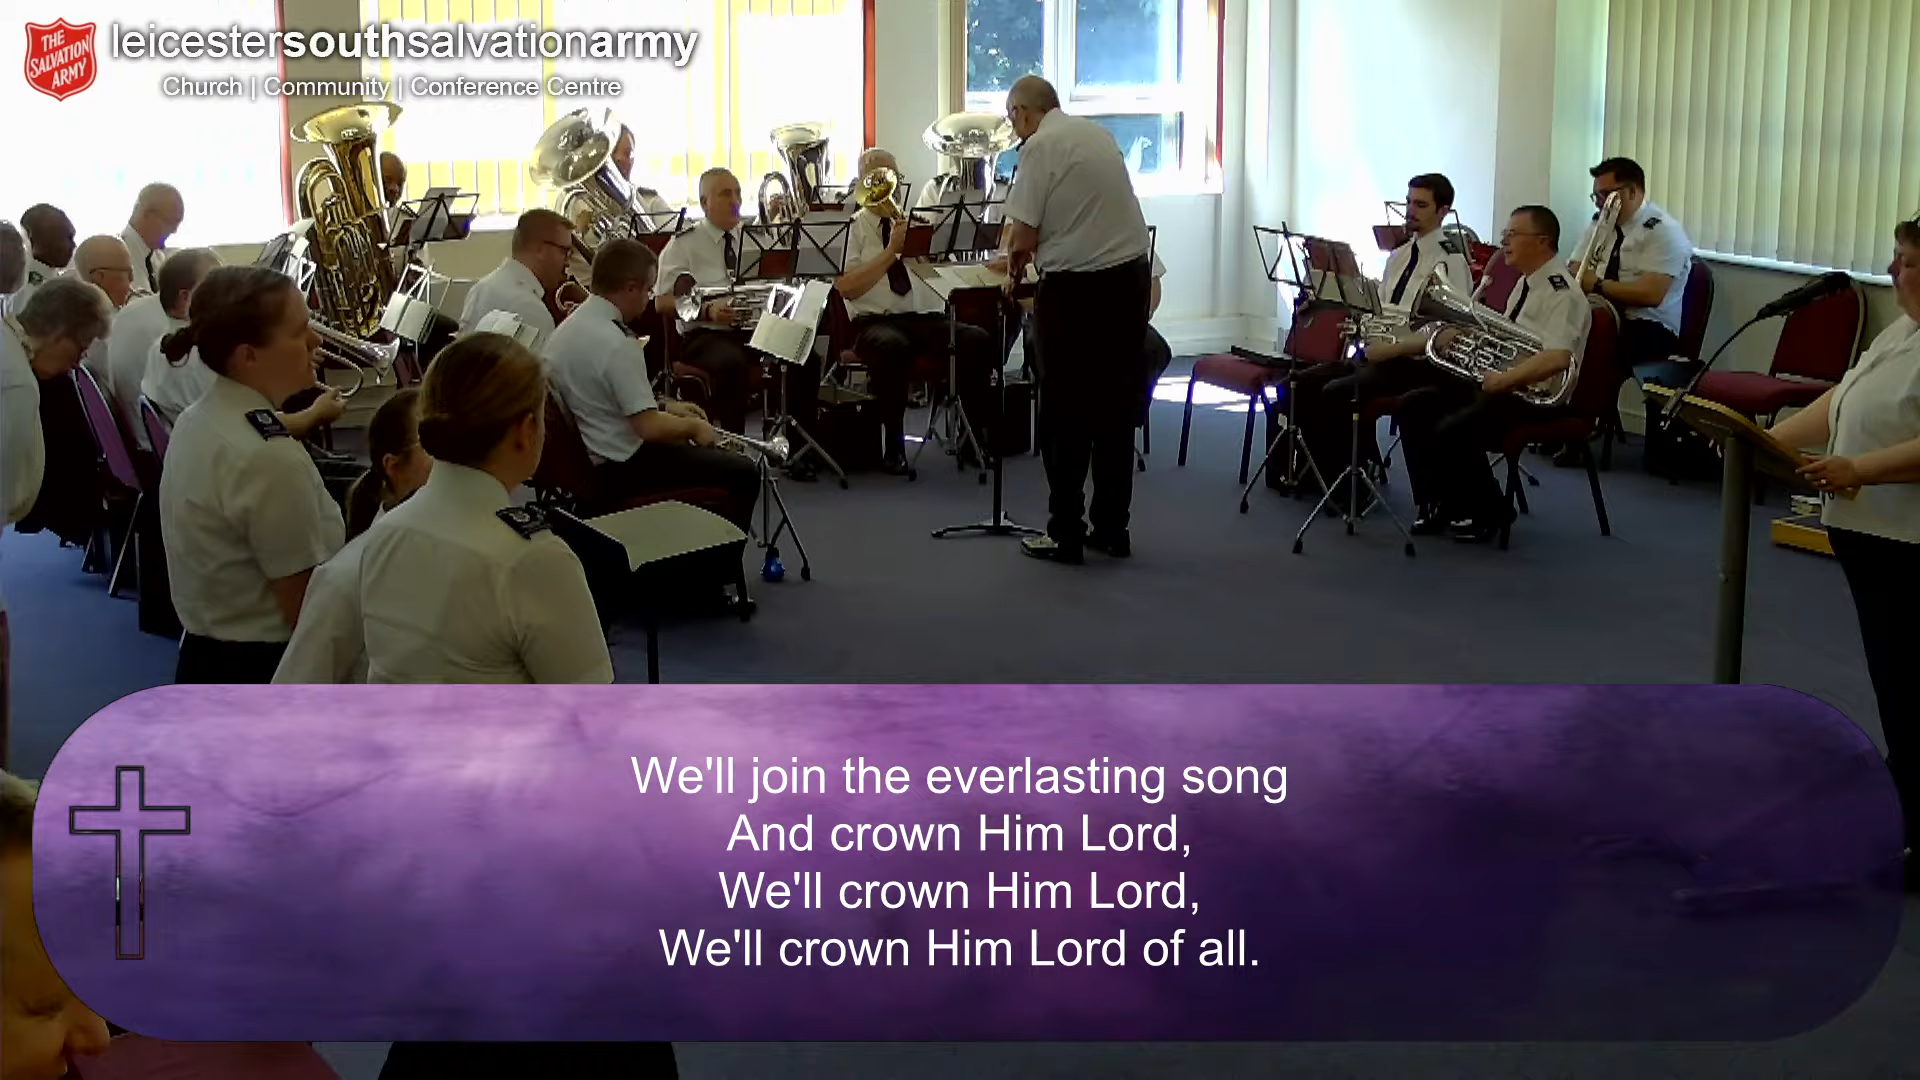 THE
SALVATION
ARMY
leicestersouthsalvationarmy
Church | Community | Conference Centre
We'll join the everlasting song
And crown Him Lord,
We'll crown Him Lord,
We'll crown Him Lord of all.